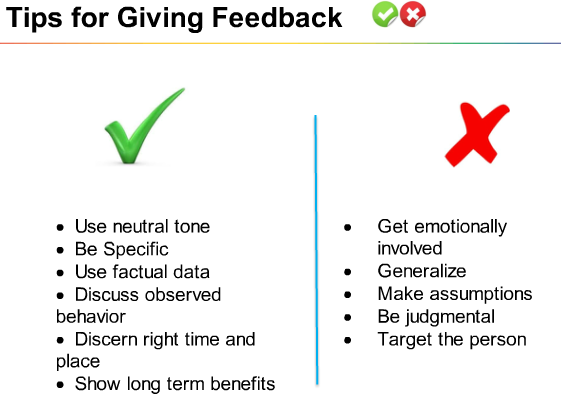 Tips for Giving Feedback
• Use neutral tone
• Be Specific
• Use factual data
• Discuss observed
behavior
• Discern right time and
place
• Show long term benefits
• Get emotionally
involved
• Generalize
• Make assumptions
• Be judgmental
• Target the person